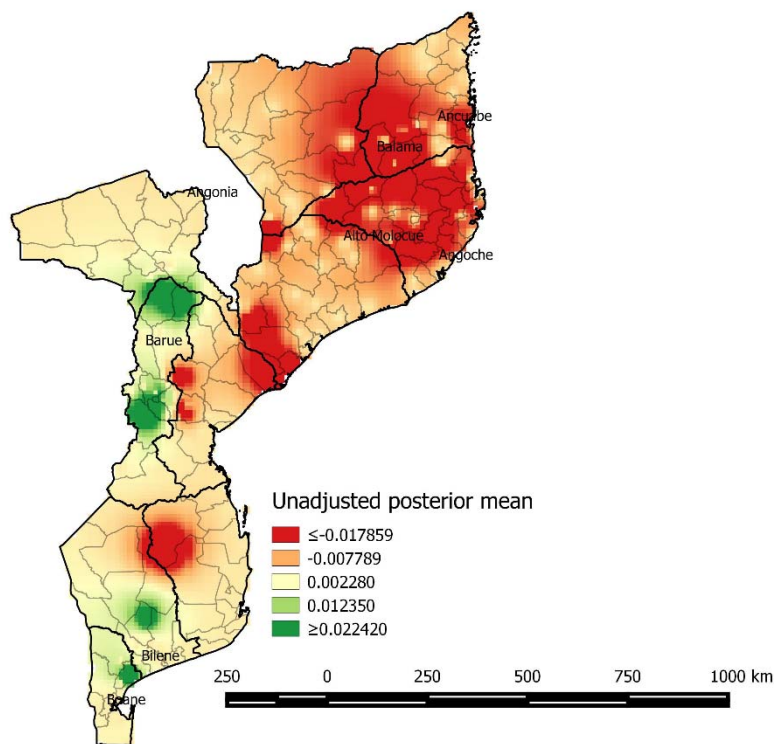 Ancuabe
Balama
Angonia
Alto Molocue
Angoche
Barue
Unadjusted posterior mean
≤-0.017859
-0.007789
0.002280
0.012350
≥0.022420
Bilene
Boane
250 0 250 500 750 1000 km